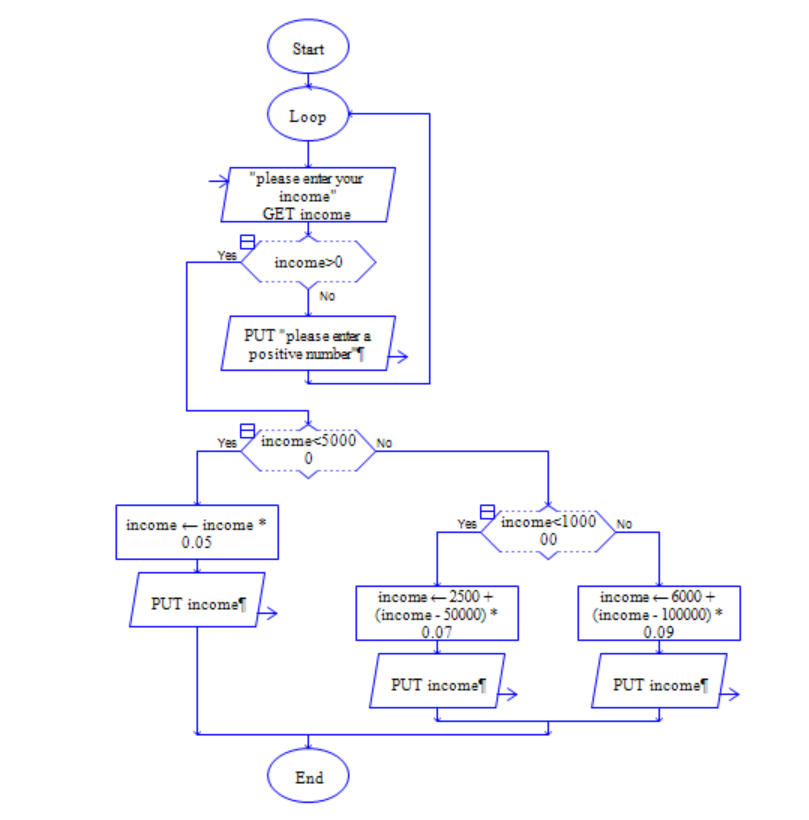 Start
Loop
"please enter your
income"
GET income
Yes
income>0
No
PUT "please enter a
positive number"¶
Yes
income<5000
0
No
income ← income *
0.05
PUT income¶
Yes
income<1000
00
No
income ← 2500 +
(income - 50000) *
0.07
PUT income¶
income ← 6000 +
(income - 100000) *
0.09
PUT income¶
End